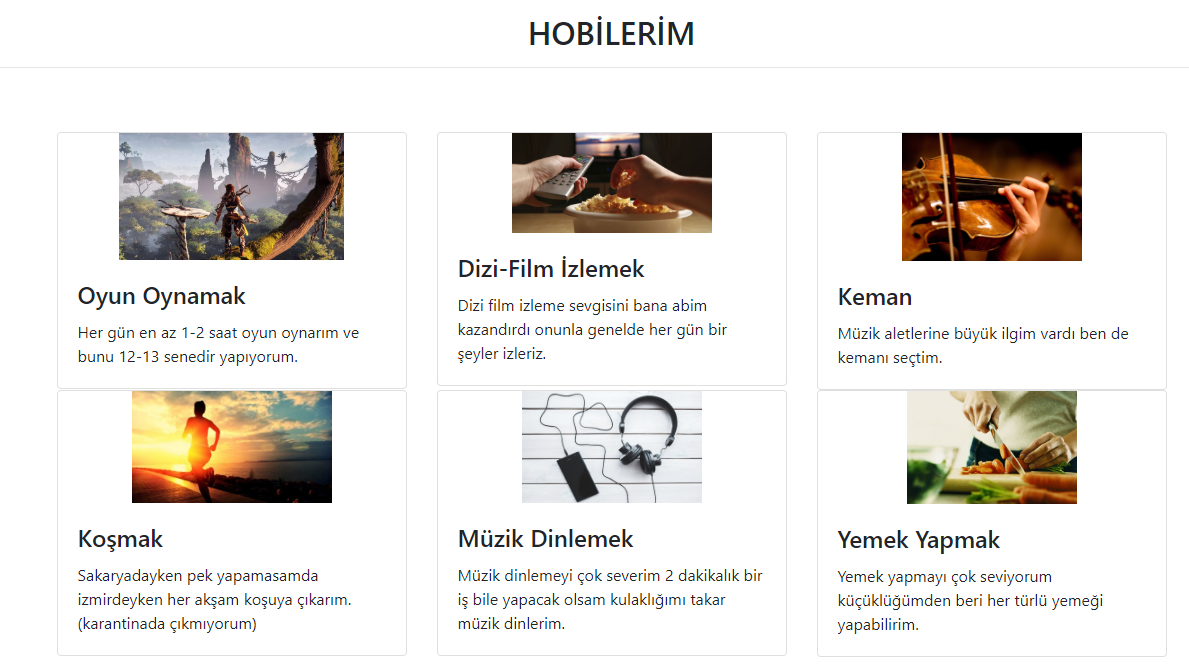 HOBİLERİM
Oyun Oynamak
Her gün en az 1-2 saat oyun oynarım ve
bunu 12-13 senedir yapıyorum.
Dizi-Film İzlemek
Dizi film izleme sevgisini bana abim
kazandırdı onunla genelde her gün bir
şeyler izleriz.
Keman
Müzik aletlerine büyük ilgim vardı ben de
kemanı seçtim.
Koşmak
Sakaryadayken pek yapamasamda
izmirdeyken her akşam koşuya çıkarım.
(karantinada çıkmıyorum)
Müzik Dinlemek
Müzik dinlemeyi çok severim 2 dakikalık bir
iş bile yapacak olsam kulaklığımı takar
müzik dinlerim.
Yemek Yapmak
Yemek yapmayı çok seviyorum
küçüklüğümden beri her türlü yemeği
yapabilirim.